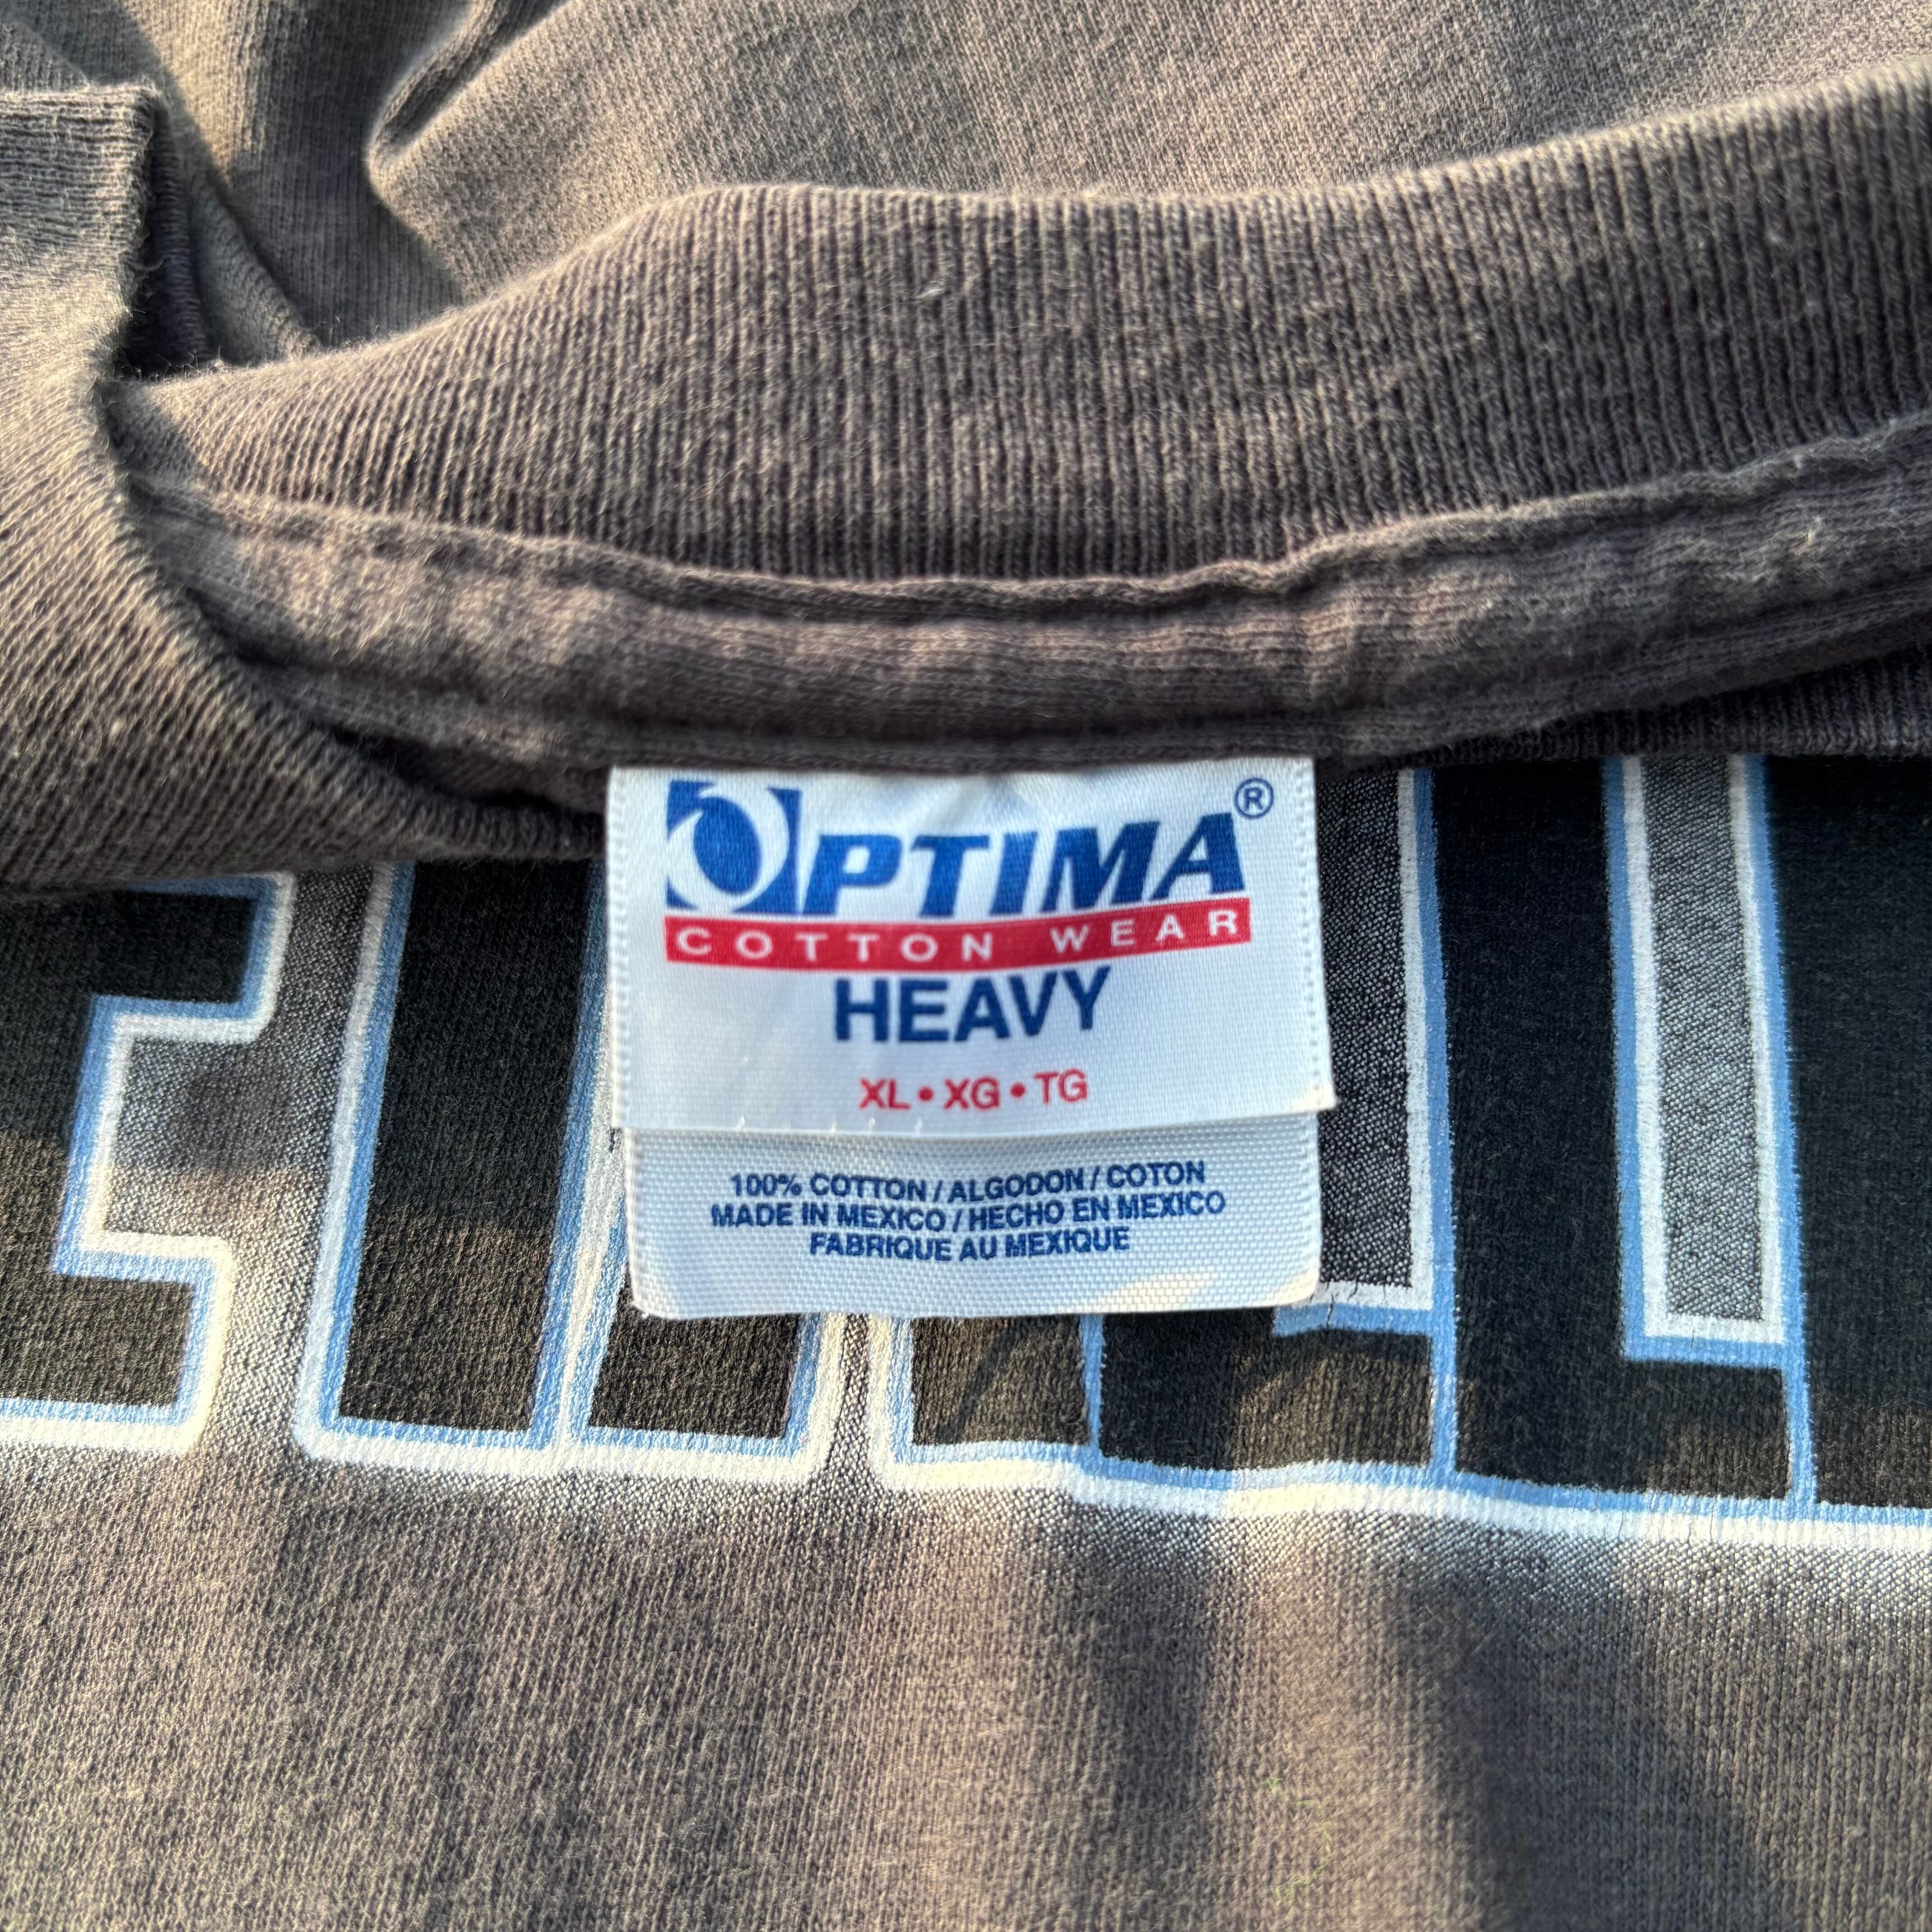 OPTIMA®
COTTON WEAR
HEAVY
XL • XG • TG
100% COTTON / ALGODON / COTON
MADE IN MEXICO / HECHO EN MEXICO
FABRIQUE AU MEXIQUE